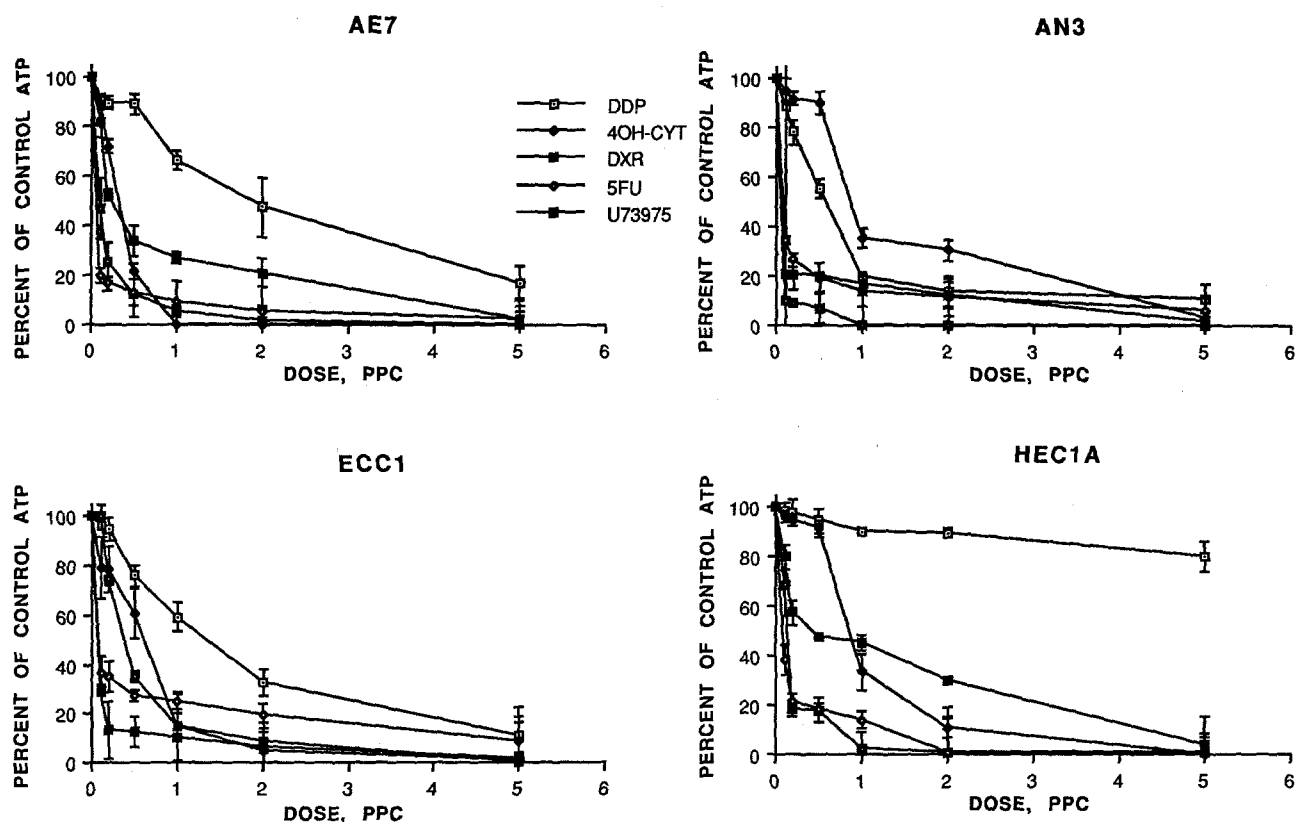 AE7
PERCENT OF CONTROL ATP
100
80
60
40
20
0
0 1 2 3 4 5 6
DOSE, PPC
DDP
4OH-CYT
DXR
5FU
U73975
AN3
PERCENT OF CONTROL ATP
100
80
60
40
20
0
0 1 2 3 4 5 6
DOSE, PPC
ECC1
PERCENT OF CONTROL ATP
100
80
60
40
20
0
0 1 2 3 4 5 6
DOSE, PPC
HEC1A
PERCENT OF CONTROL ATP
100
80
60
40
20
0
0 1 2 3 4 5 6
DOSE, PPC